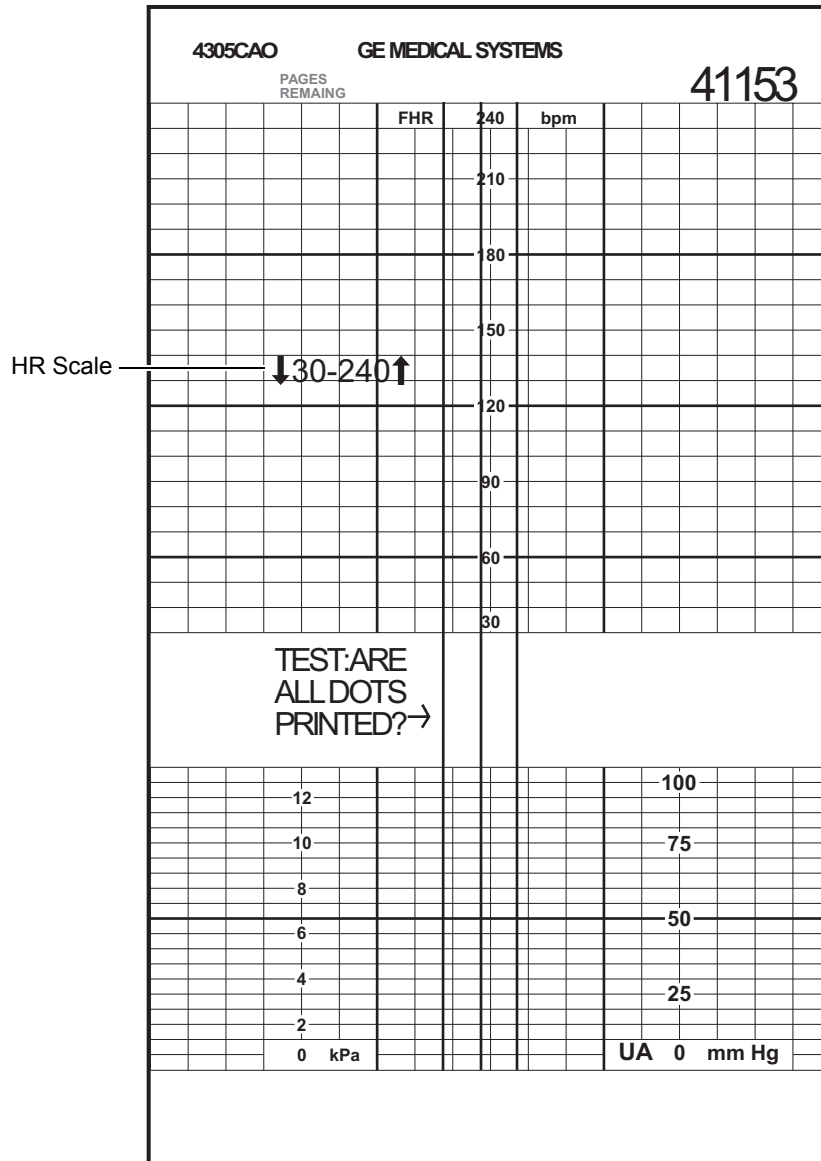 4305CAO GE MEDICAL SYSTEMS
PAGES
REMAING
41153
FHR 240 bpm
210
180
150
HR Scale ↓30-240↑
120
90
60
30
TEST:ARE
ALL DOTS
PRINTED?→
100
12
10 75
8
50
6
4
25
2
0 kPa UA 0 mm Hg